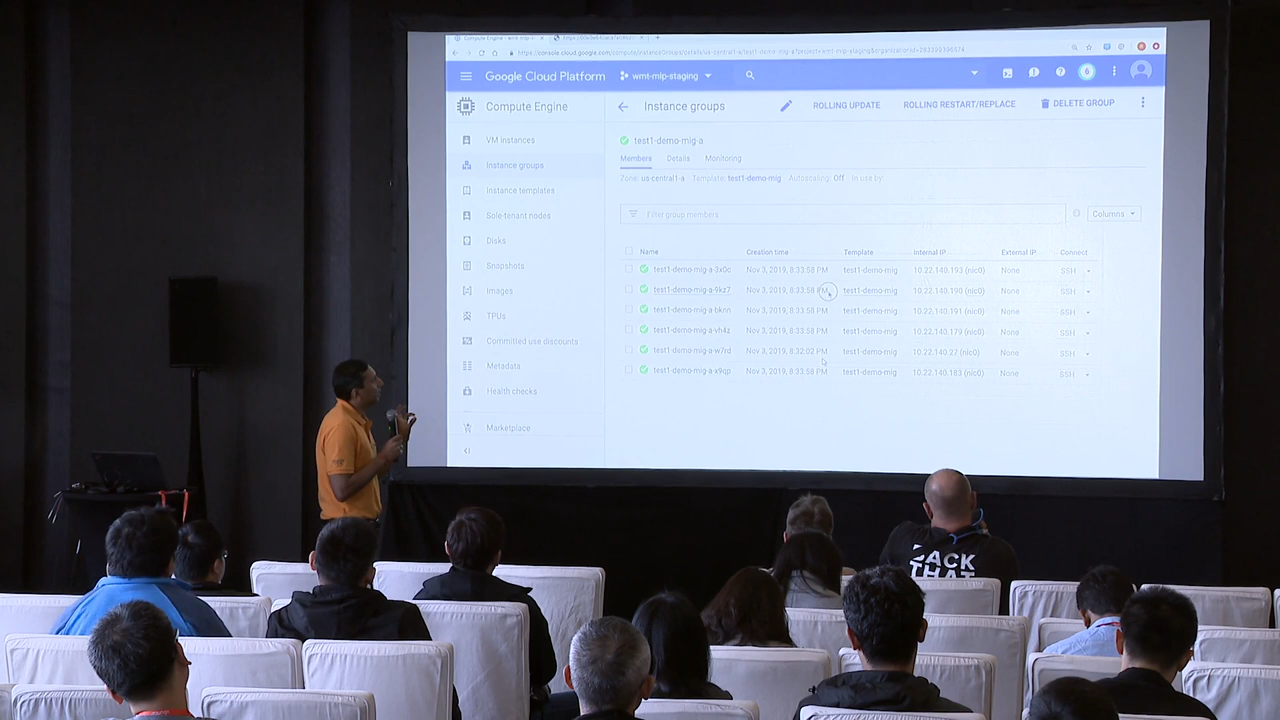 Google Cloud Platform wmt-mlp-staging 6
Compute Engine
Instance groups ROLLING UPDATE ROLLING RESTART/REPLACE DELETE GROUP
VM instances
Instance groups
Instance templates
Sole-tenant nodes
Disks
Snapshots
Images
TPUs
Committed use discounts
Metadata
Health checks
Marketplace
test1-demo-mig-a
Members Details Monitoring
Zone: us-central1-a Template: test1-demo-mig Autoscaling: Off In use by:
Filter group members Columns
Name Creation time Template Internal IP External IP Connect
test1-demo-mig-a-3x0c Nov 3, 2019, 8:33:58 PM test1-demo-mig 10.22.140.193 (nic0) None SSH
test1-demo-mig-a-9kz7 Nov 3, 2019, 8:33:58 PM test1-demo-mig 10.22.140.190 (nic0) None SSH
test1-demo-mig-a-bknn Nov 3, 2019, 8:33:58 PM test1-demo-mig 10.22.140.191 (nic0) None SSH
test1-demo-mig-a-vh4z Nov 3, 2019, 8:33:58 PM test1-demo-mig 10.22.140.179 (nic0) None SSH
test1-demo-mig-a-w7rd Nov 3, 2019, 8:32:02 PM test1-demo-mig 10.22.140.27 (nic0) None SSH
test1-demo-mig-a-x9qp Nov 3, 2019, 8:33:58 PM test1-demo-mig 10.22.140.183 (nic0) None SSH
THAT